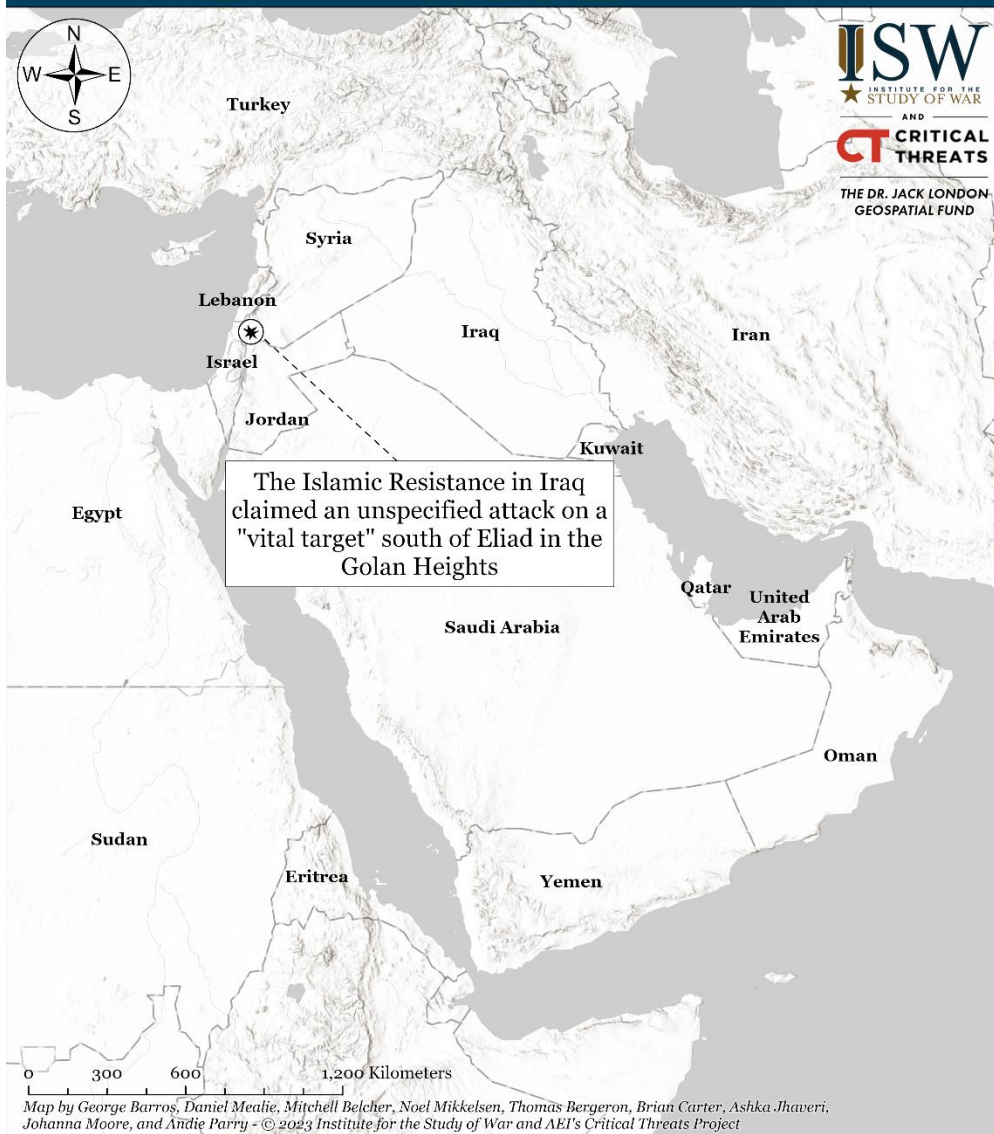 N
W E
S
ISW
INSTITUTE FOR THE
STUDY OF WAR
AND
CT CRITICAL
THREATS
THE DR. JACK LONDON
GEOSPATIAL FUND
Turkey
Syria
Lebanon
Iraq
Iran
Israel
Jordan
Kuwait
The Islamic Resistance in Iraq
claimed an unspecified attack on a
"vital target" south of Eliad in the
Golan Heights
Egypt
Qatar
United
Arab
Emirates
Saudi Arabia
Oman
Sudan
Eritrea
Yemen
0 300 600 1,200 Kilometers
Map by George Barros, Daniel Mealie, Mitchell Belcher, Noel Mikkelsen, Thomas Bergeron, Brian Carter, Ashka Jhaveri,
Johanna Moore, and Andie Parry - © 2023 Institute for the Study of War and AEI's Critical Threats Project